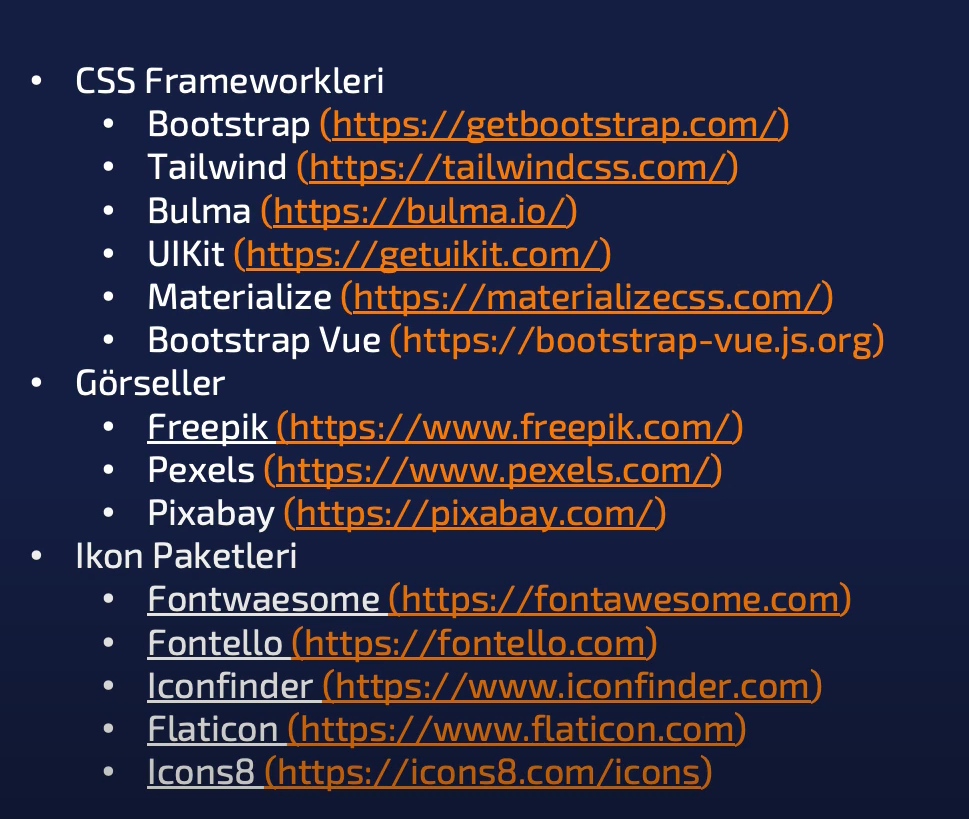 • CSS Frameworkleri
• Bootstrap (https://getbootstrap.com/)
• Tailwind (https://tailwindcss.com/)
• Bulma (https://bulma.io/)
• UIKit (https://getuikit.com/)
• Materialize (https://materializecss.com/)
• Bootstrap Vue (https://bootstrap-vue.js.org)
• Görseller
• Freepik (https://www.freepik.com/)
• Pexels (https://www.pexels.com/)
• Pixabay (https://pixabay.com/)
• Ikon Paketleri
• Fontwaesome (https://fontawesome.com)
• Fontello (https://fontello.com)
• Iconfinder (https://www.iconfinder.com)
• Flaticon (https://www.flaticon.com)
• Icons8 (https://icons8.com/icons)